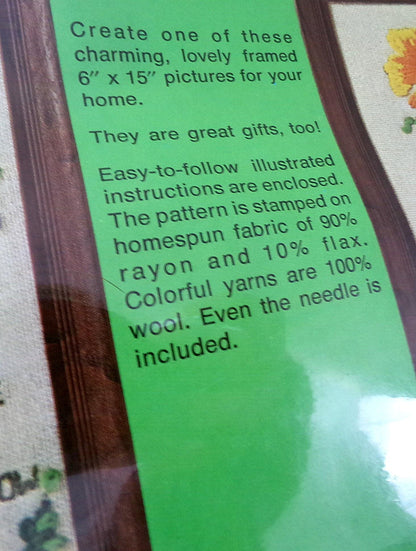 Create one of these
charming, lovely framed
6" x 15" pictures for your
home.
They are great gifts, too!
Easy-to-follow illustrated
instructions are enclosed.
The pattern is stamped on
homespun fabric of 90%
rayon and 10% flax.
Colorful yarns are 100%
wool. Even the needle is
included.